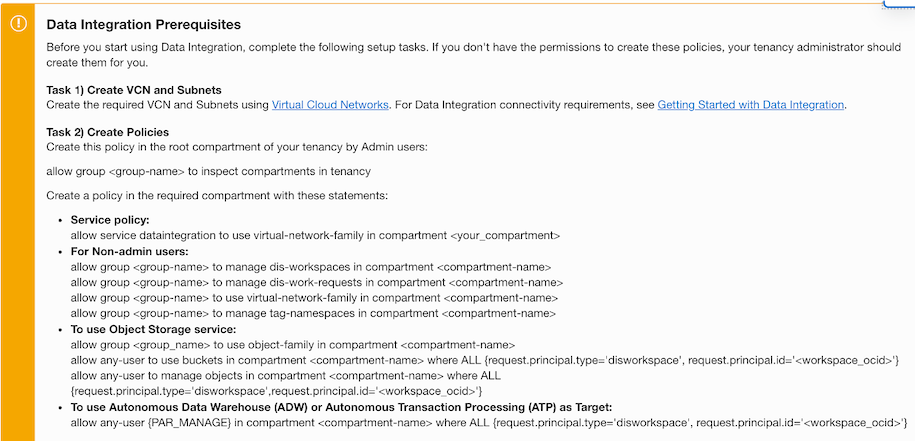 Data Integration Prerequisites
Before you start using Data Integration, complete the following setup tasks. If you don't have the permissions to create these policies, your tenancy administrator should
create them for you.
Task 1) Create VCN and Subnets
Create the required VCN and Subnets using Virtual Cloud Networks. For Data Integration connectivity requirements, see Getting Started with Data Integration.
Task 2) Create Policies
Create this policy in the root compartment of your tenancy by Admin users:
allow group <group-name> to inspect compartments in tenancy
Create a policy in the required compartment with these statements:
• Service policy:
allow service dataintegration to use virtual-network-family in compartment <your_compartment>
• For Non-admin users:
allow group <group-name> to manage dis-workspaces in compartment <compartment-name>
allow group <group-name> to manage dis-work-requests in compartment <compartment-name>
allow group <group-name> to use virtual-network-family in compartment <compartment-name>
allow group <group-name> to manage tag-namespaces in compartment <compartment-name>
• To use Object Storage service:
allow group <group_name> to use object-family in compartment <compartment-name>
allow any-user to use buckets in compartment <compartment-name> where ALL {request.principal.type='disworkspace', request.principal.id='<workspace_ocid>'}
allow any-user to manage objects in compartment <compartment-name> where ALL
{request.principal.type='disworkspace',request.principal.id='<workspace_ocid>'}
• To use Autonomous Data Warehouse (ADW) or Autonomous Transaction Processing (ATP) as Target:
allow any-user {PAR_MANAGE} in compartment <compartment-name> where ALL {request.principal.type='disworkspace', request.principal.id='<workspace_ocid>'}